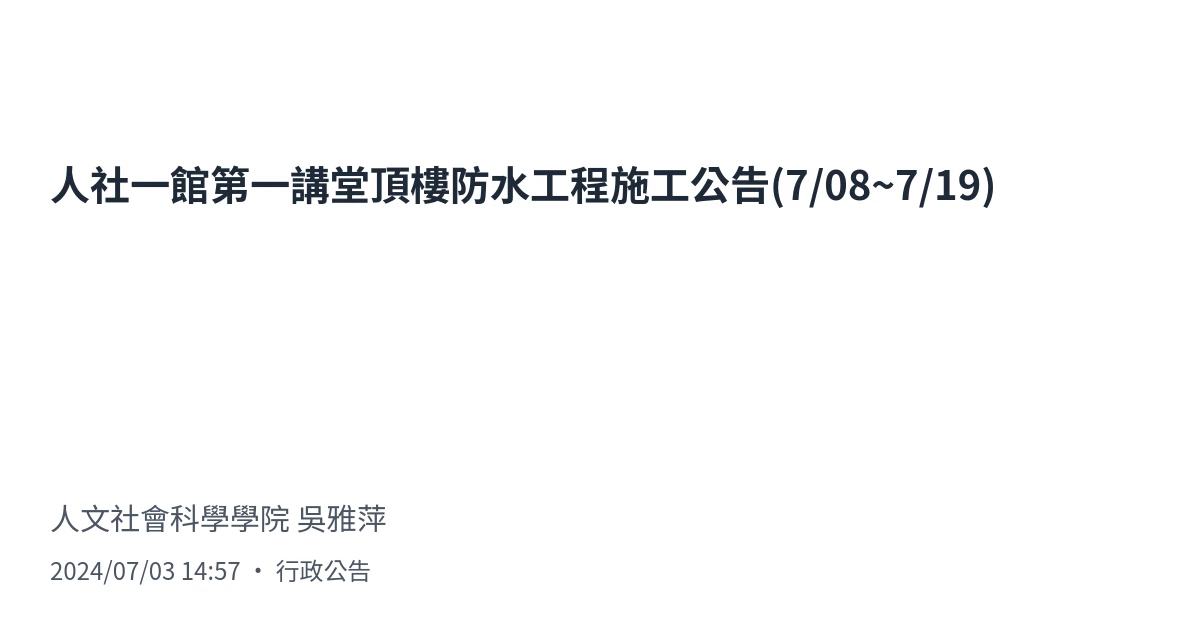 人社一館第一講堂頂樓防水工程施工公告(7/08~7/19)
人文社會科學學院 吳雅萍
2024/07/03 14:57 • 行政公告